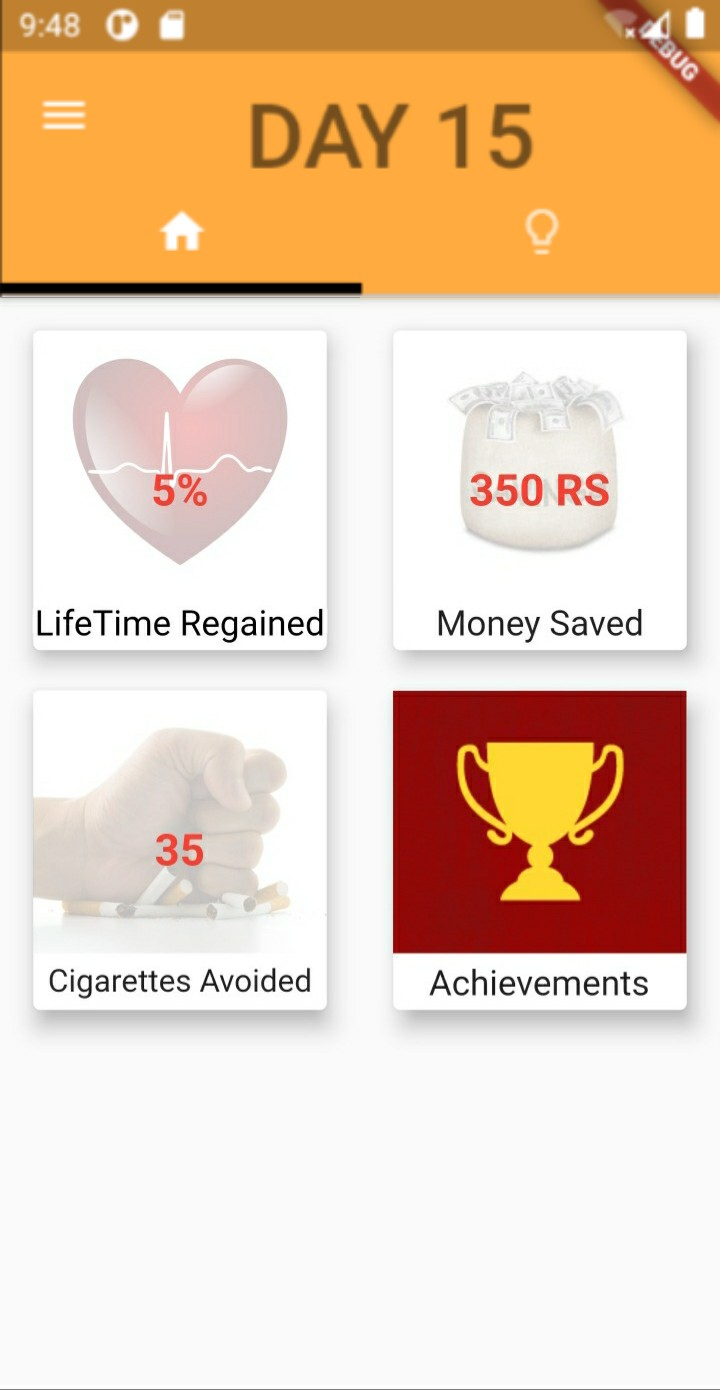 9:48
DEBUG
DAY 15
5%
350 RS
LifeTime Regained
Money Saved
35
Cigarettes Avoided
Achievements